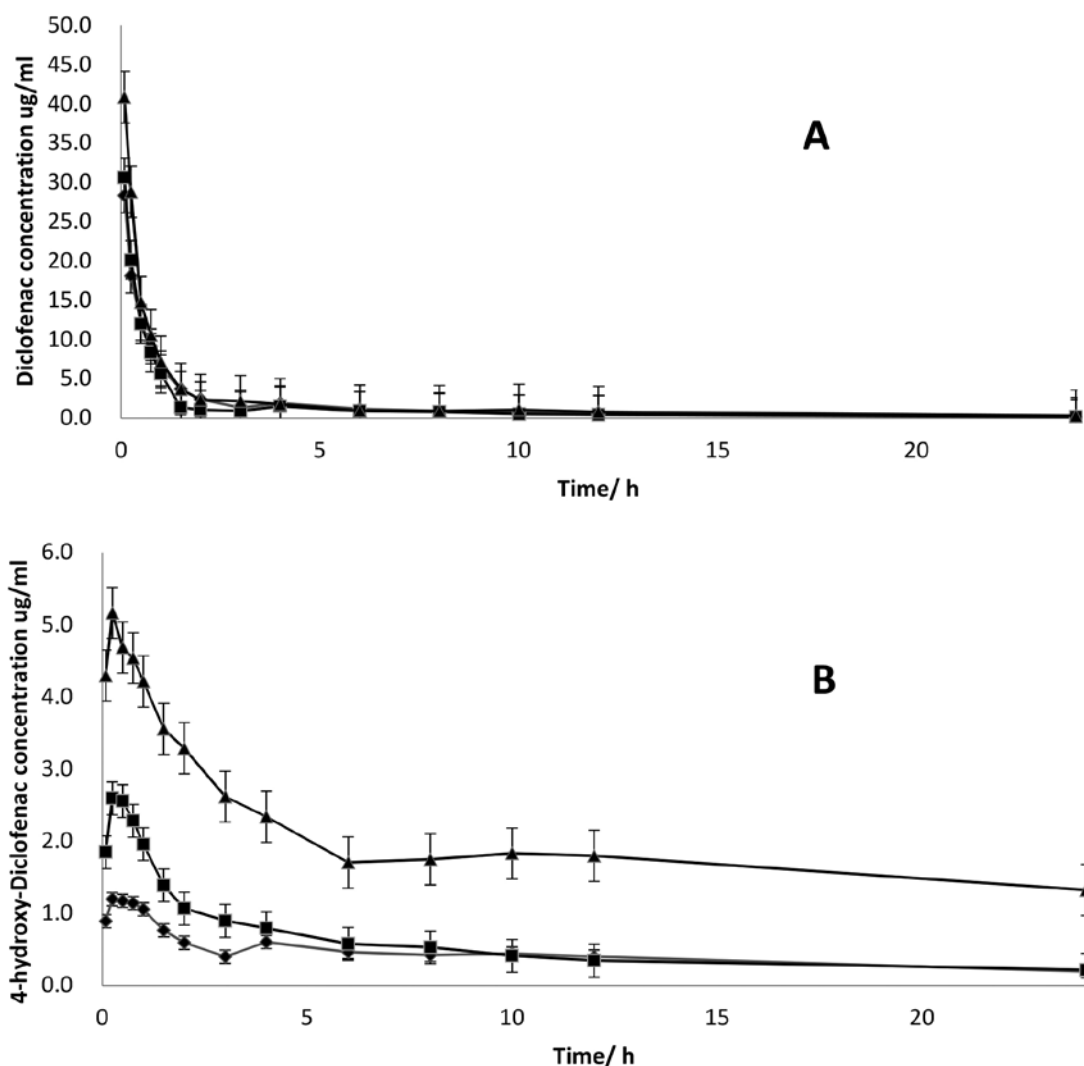 Diclofenac concentration ug/ml
50.0
45.0
40.0
35.0
30.0
25.0
20.0
15.0
10.0
5.0
0.0
A
0 5 10 15 20
Time/ h
4-hydroxy-Diclofenac concentration ug/ml
6.0
5.0
4.0
3.0
2.0
1.0
0.0
B
0 5 10 15 20
Time/ h